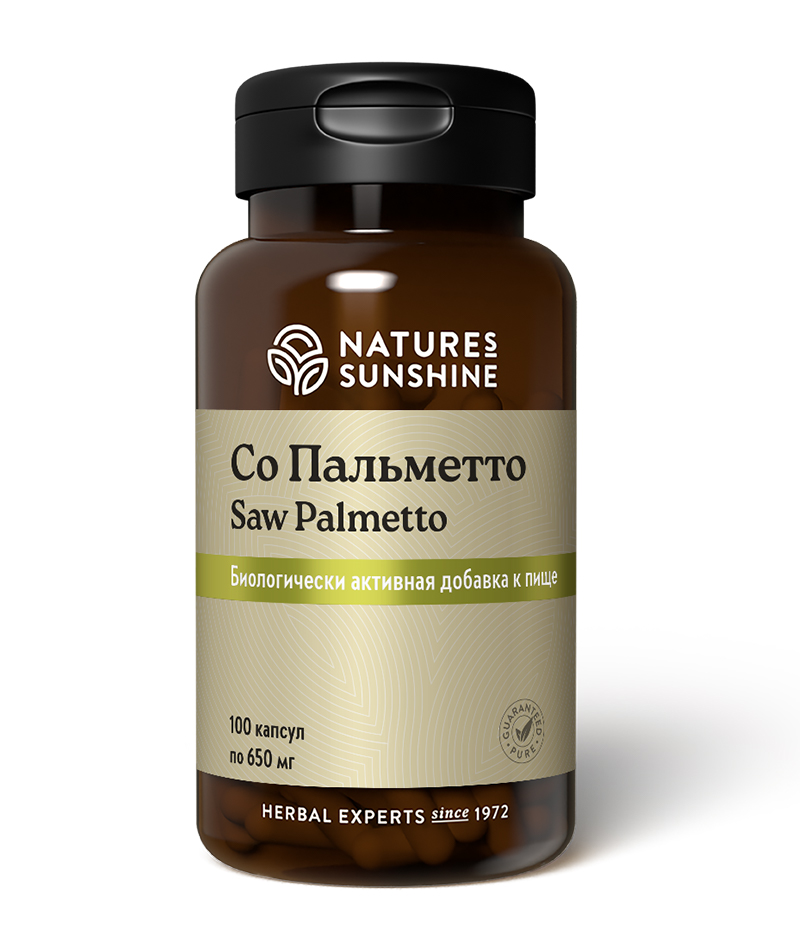 NATURE'S
SUNSHINE
Со Пальметто
Saw Palmetto
Биологически активная добавка к пище
100 капсул
по 650 мг
GUARANTEED
PURE
HERBAL EXPERTS since 1972